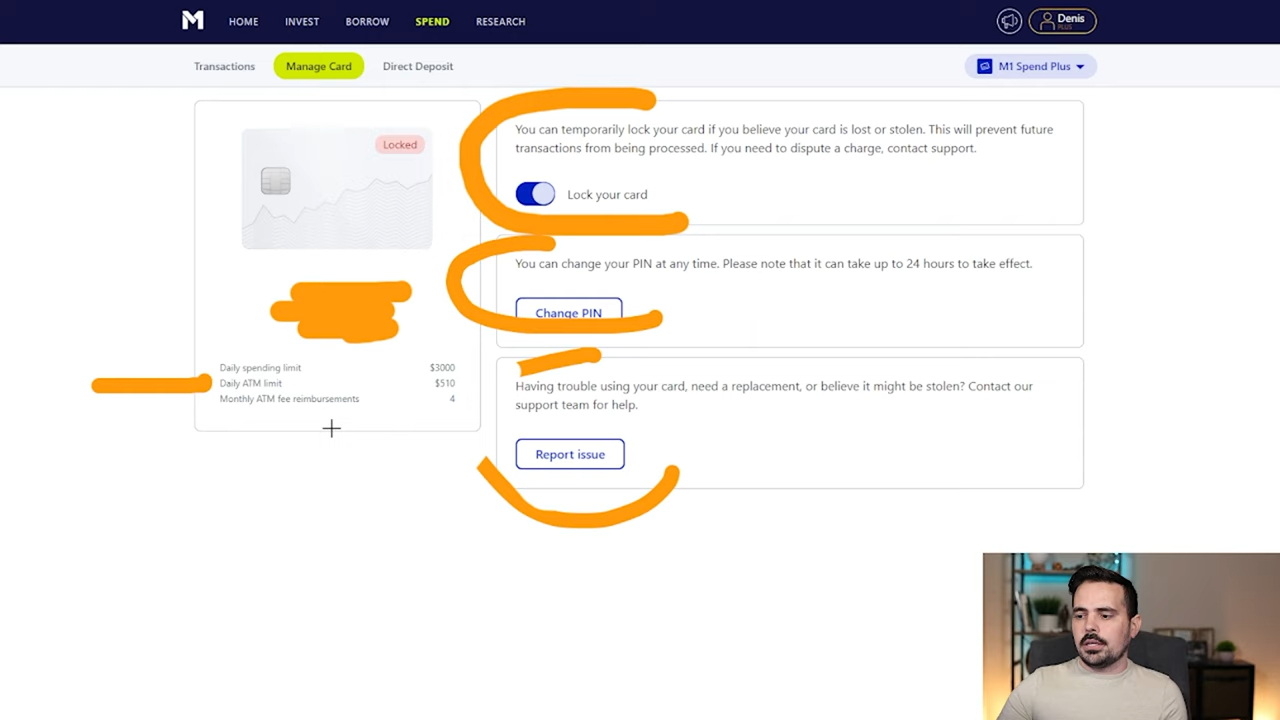 M
HOME
INVEST
BORROW
SPEND
RESEARCH
Denis
PLUS
Transactions
Manage Card
Direct Deposit
M1 Spend Plus
Locked
Daily spending limit $3000
Daily ATM limit $510
Monthly ATM fee reimbursements 4
You can temporarily lock your card if you believe your card is lost or stolen. This will prevent future
transactions from being processed. If you need to dispute a charge, contact support.
Lock your card
You can change your PIN at any time. Please note that it can take up to 24 hours to take effect.
Change PIN
Having trouble using your card, need a replacement, or believe it might be stolen? Contact our
support team for help.
Report issue